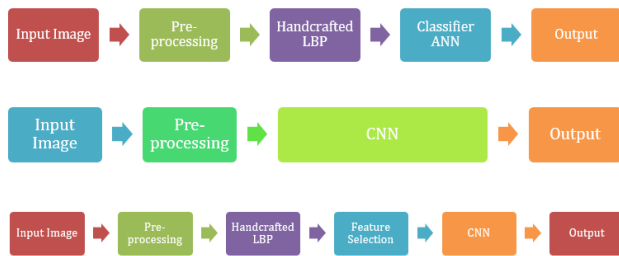 Input Image
Pre-
processing
Handcrafted
LBP
Classifier
ANN
Output
Input
Image
Pre-
processing
CNN
Output
Input Image
Pre-
processing
Handcrafted
LBP
Feature
Selection
CNN
Output